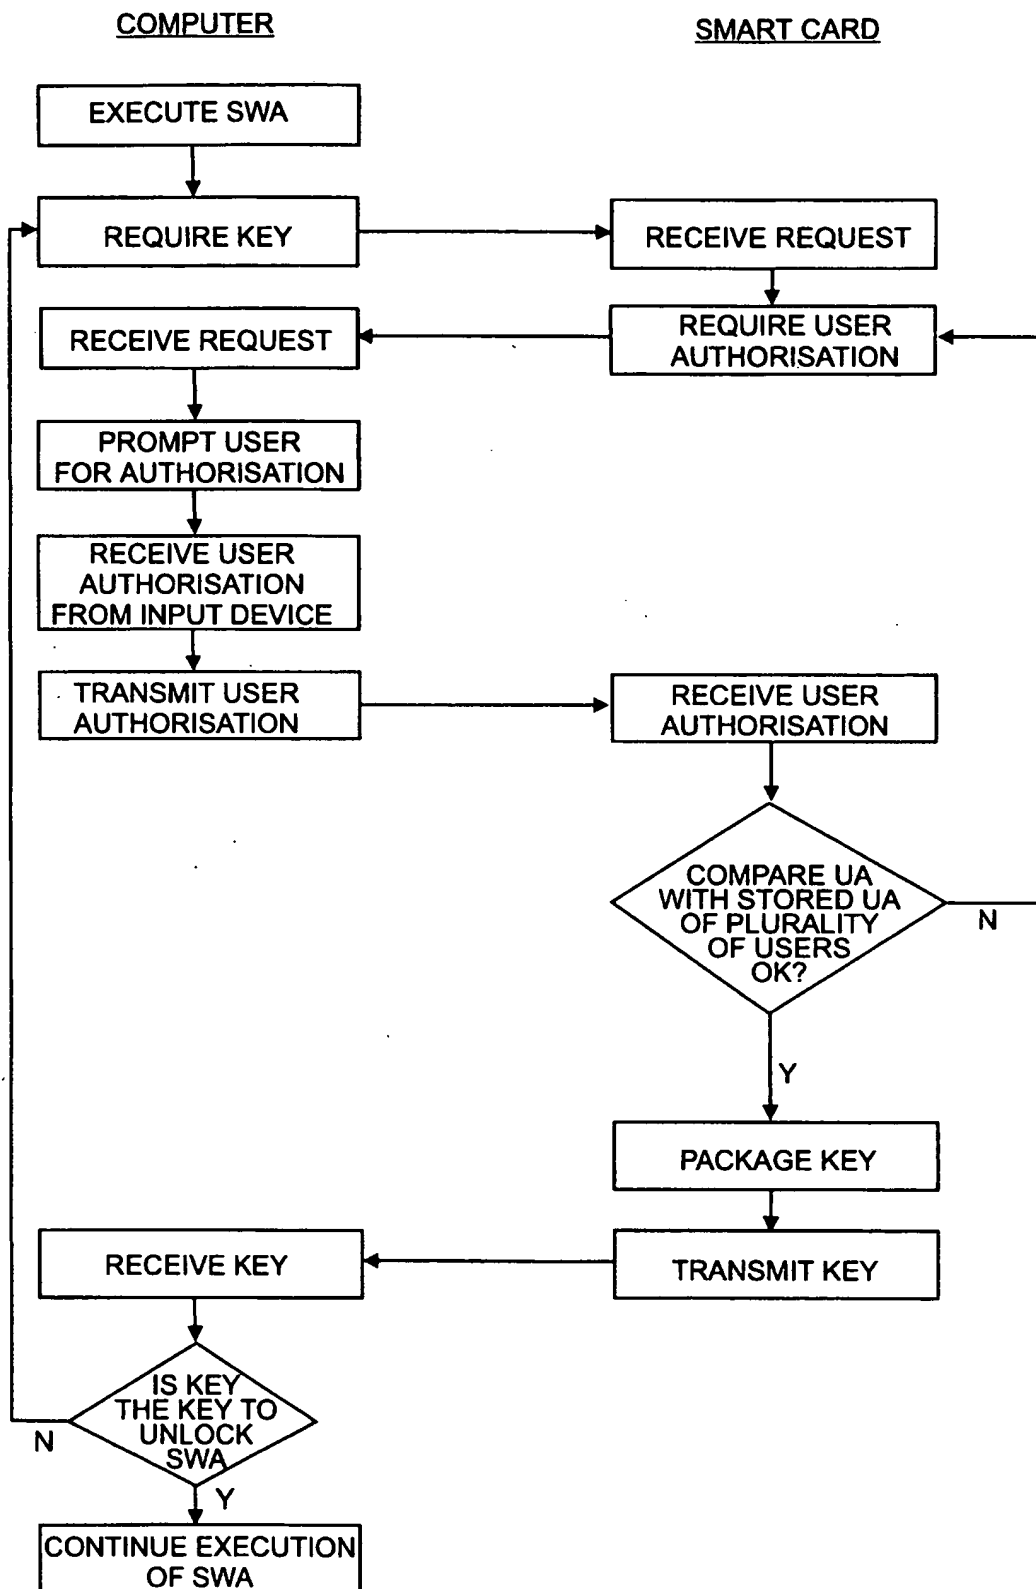 COMPUTER
SMART CARD
EXECUTE SWA
REQUIRE KEY
RECEIVE REQUEST
RECEIVE REQUEST
REQUIRE USER
AUTHORISATION
PROMPT USER
FOR AUTHORISATION
RECEIVE USER
AUTHORISATION
FROM INPUT DEVICE
TRANSMIT USER
AUTHORISATION
RECEIVE USER
AUTHORISATION
COMPARE UA
WITH STORED UA
OF PLURALITY
OF USERS
OK?
N
Y
PACKAGE KEY
TRANSMIT KEY
RECEIVE KEY
IS KEY
THE KEY TO
UNLOCK
SWA
N
Y
CONTINUE EXECUTION
OF SWA